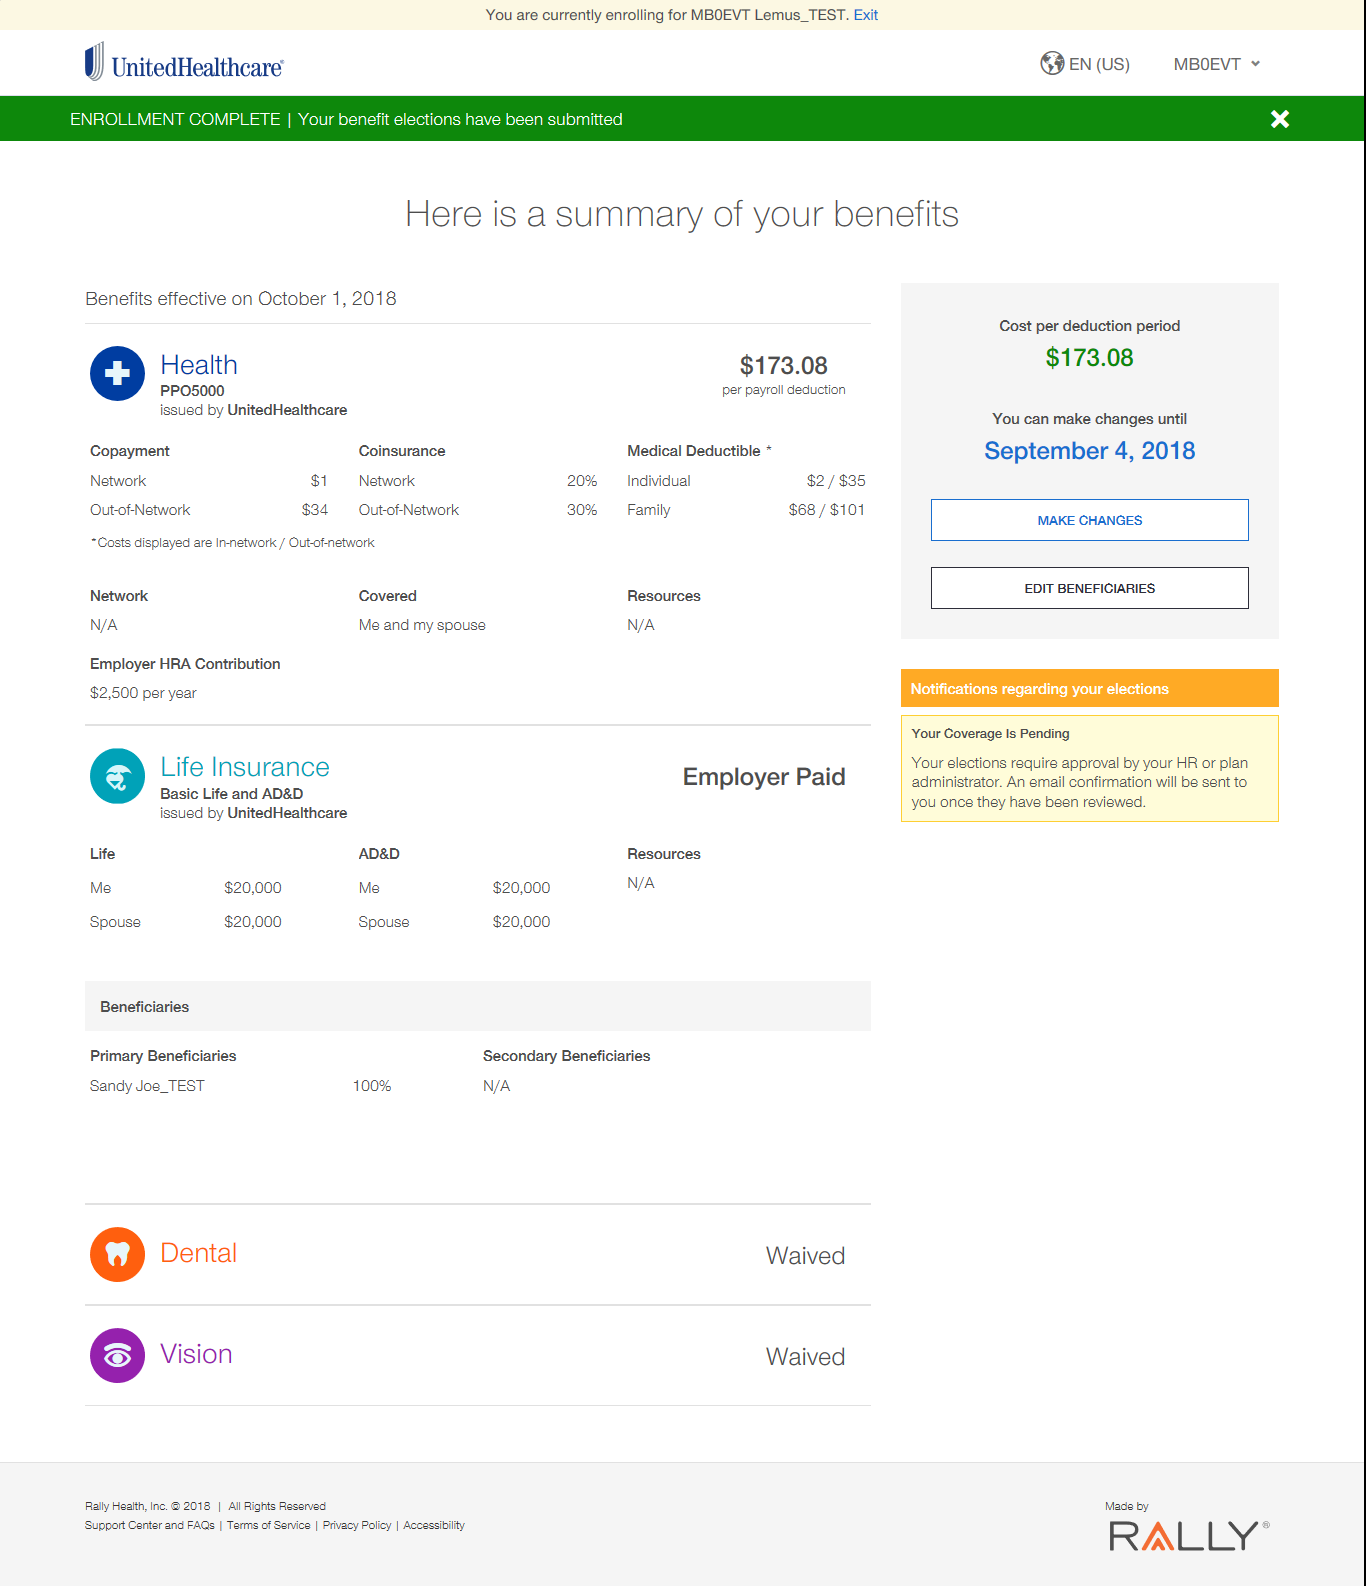 You are currently enrolling for MB0EVT Lemus_TEST. Exit
UnitedHealthcare®
EN (US) MB0EVT
ENROLLMENT COMPLETE | Your benefit elections have been submitted
Here is a summary of your benefits
Benefits effective on October 1, 2018
Health
PPO5000
issued by UnitedHealthcare
$173.08
per payroll deduction
Copayment
Network $1
Out-of-Network $34
Coinsurance
Network 20%
Out-of-Network 30%
Medical Deductible *
Individual $2 / $35
Family $68 / $101
*Costs displayed are In-network / Out-of-network
Network
N/A
Covered
Me and my spouse
Resources
N/A
Employer HRA Contribution
$2,500 per year
Life Insurance
Basic Life and AD&D
issued by UnitedHealthcare
Employer Paid
Life
Me $20,000
Spouse $20,000
AD&D
Me $20,000
Spouse $20,000
Resources
N/A
Beneficiaries
Primary Beneficiaries
Sandy Joe_TEST 100%
Secondary Beneficiaries
N/A
Dental Waived
Vision Waived
Cost per deduction period
$173.08
You can make changes until
September 4, 2018
MAKE CHANGES
EDIT BENEFICIARIES
Notifications regarding your elections
Your Coverage Is Pending
Your elections require approval by your HR or plan
administrator. An email confirmation will be sent to
you once they have been reviewed.
Rally Health, Inc. © 2018 | All Rights Reserved
Support Center and FAQs | Terms of Service | Privacy Policy | Accessibility
Made by
RALLY®